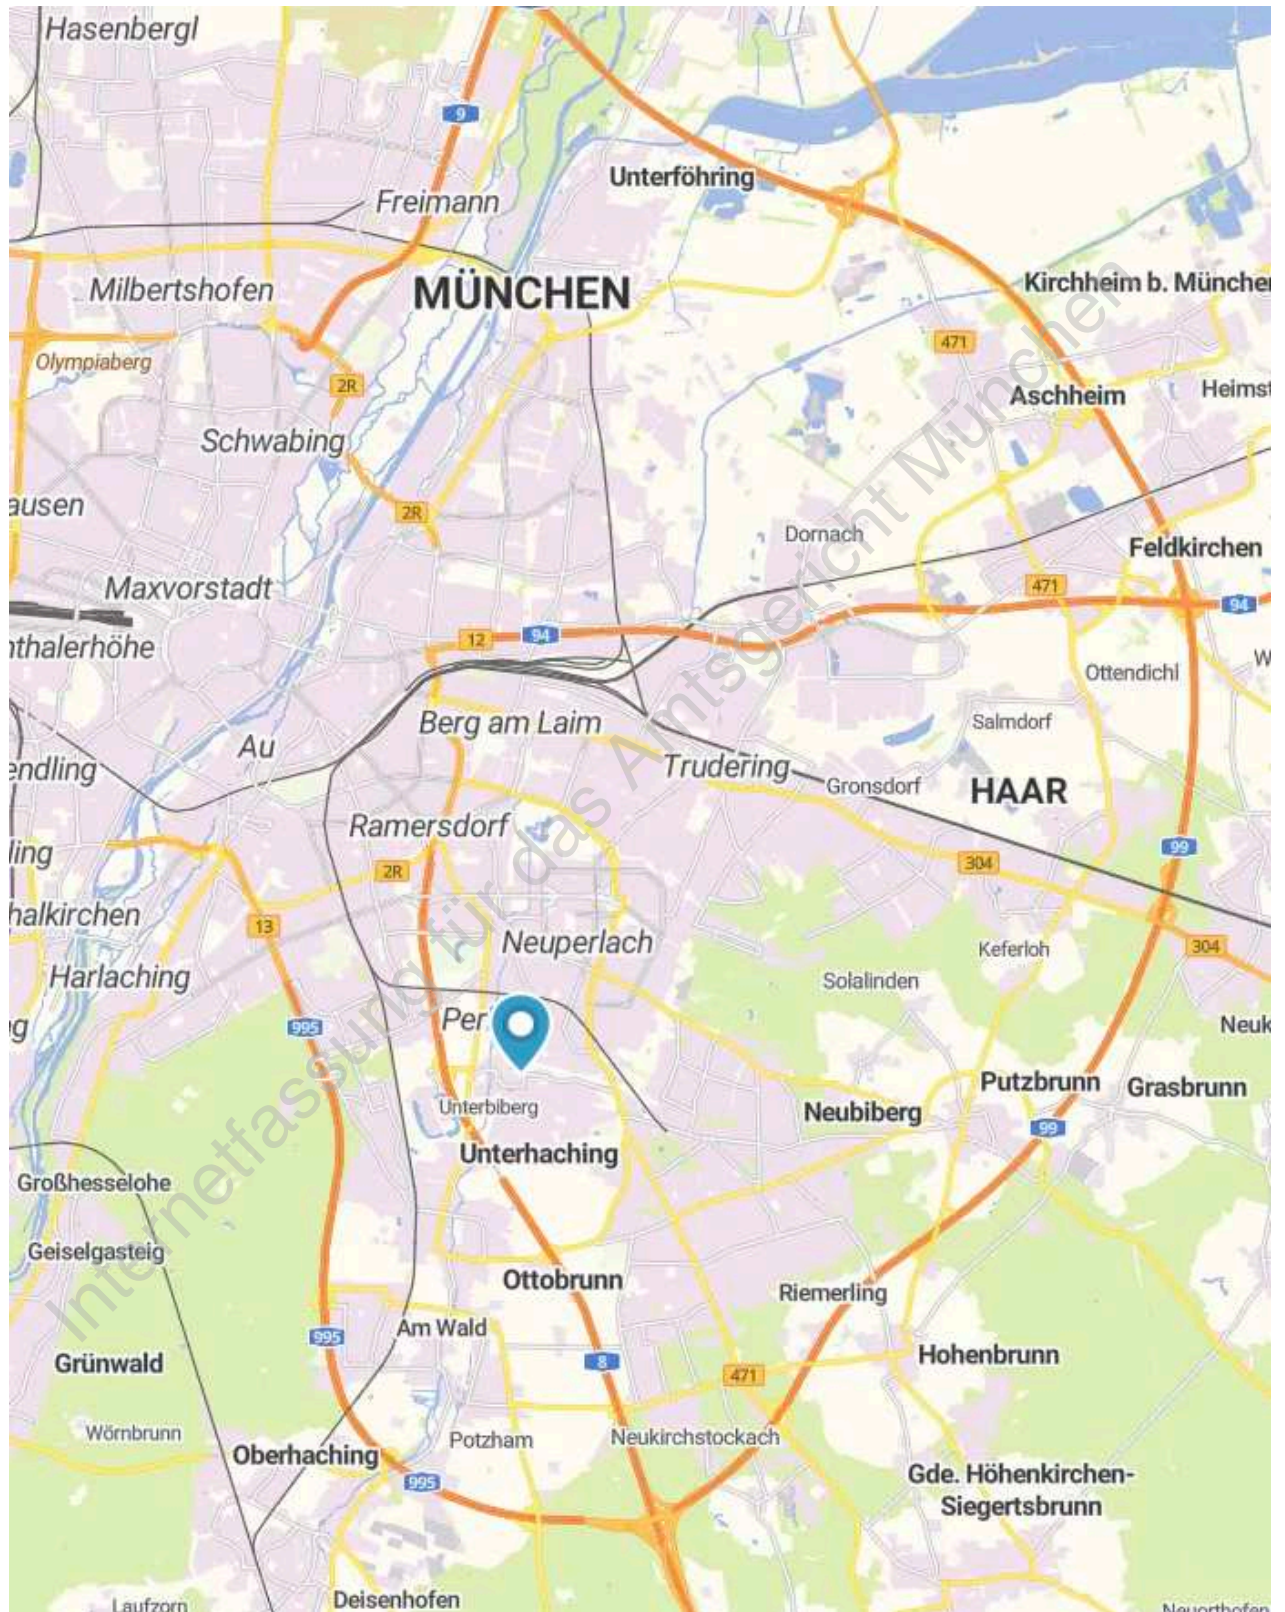 Hasenbergl
9
Unterföhring
Freimann
Milbertshofen
MÜNCHEN
Kirchheim b. Münche
471
Olympiaberg
2R
Aschheim
Heimst
Schwabing
ausen
2R
Dornach
Feldkirchen
Maxvorstadt
471
94
12
94
nthalerhöhe
Ottendichl
W
Berg am Laim
Salmdorf
Au
endling
Trudering
Gronsdorf
HAAR
Ramersdorf
ling
2R
304
99
halkirchen
13
Neuperlach
Keferloh
304
Harlaching
Solalinden
995
Per
g
Neuk
Putzbrunn
Grasbrunn
Unterbiberg
Neubiberg
99
Unterhaching
Großhesselohe
Geiselgasteig
Ottobrunn
Riemerling
995
Am Wald
Grünwald
8
471
Hohenbrunn
Wörnbrunn
Oberhaching
Potzham
Neukirchstockach
995
Gde. Höhenkirchen-
Siegertsbrunn
Laufzorn
Deisenhofen
Neuorthofen
Internetfassung für das Amtsgericht München